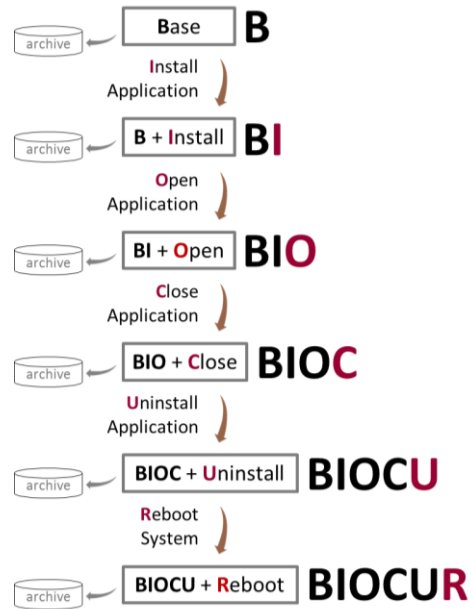 archive
Base
B
Install
Application
archive
B + Install
BI
Open
Application
archive
BI + Open
BIO
Close
Application
archive
BIO + Close
BIOC
Uninstall
Application
archive
BIOC + Uninstall
BIOCU
Reboot
System
archive
BIOCU + Reboot
BIOCUR